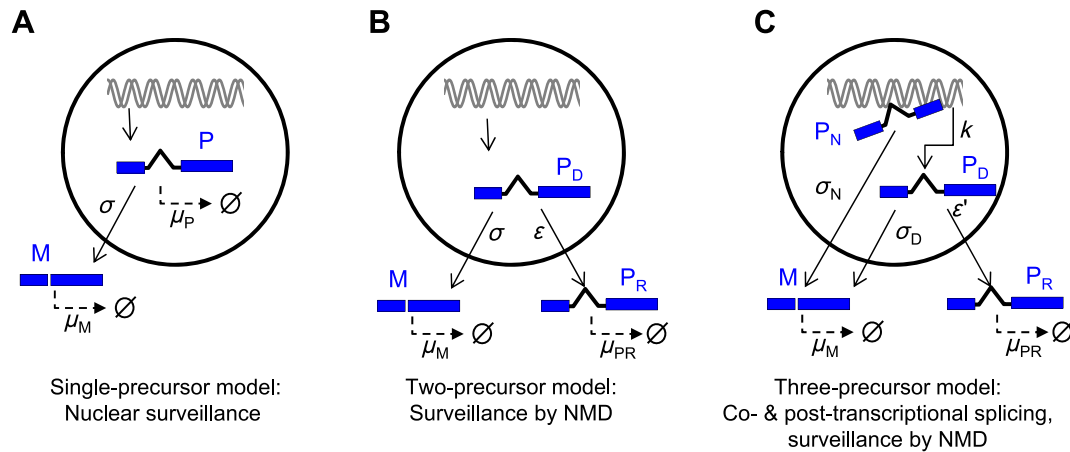 A
P
σ
μP
∅
M
μM
∅
Single-precursor model:
Nuclear surveillance
B
PD
σ
ε
M
PR
μM
∅
μPR
∅
Two-precursor model:
Surveillance by NMD
C
PN
k
PD
σN
σD
ε'
M
PR
μM
∅
μPR
∅
Three-precursor model:
Co- & post-transcriptional splicing,
surveillance by NMD